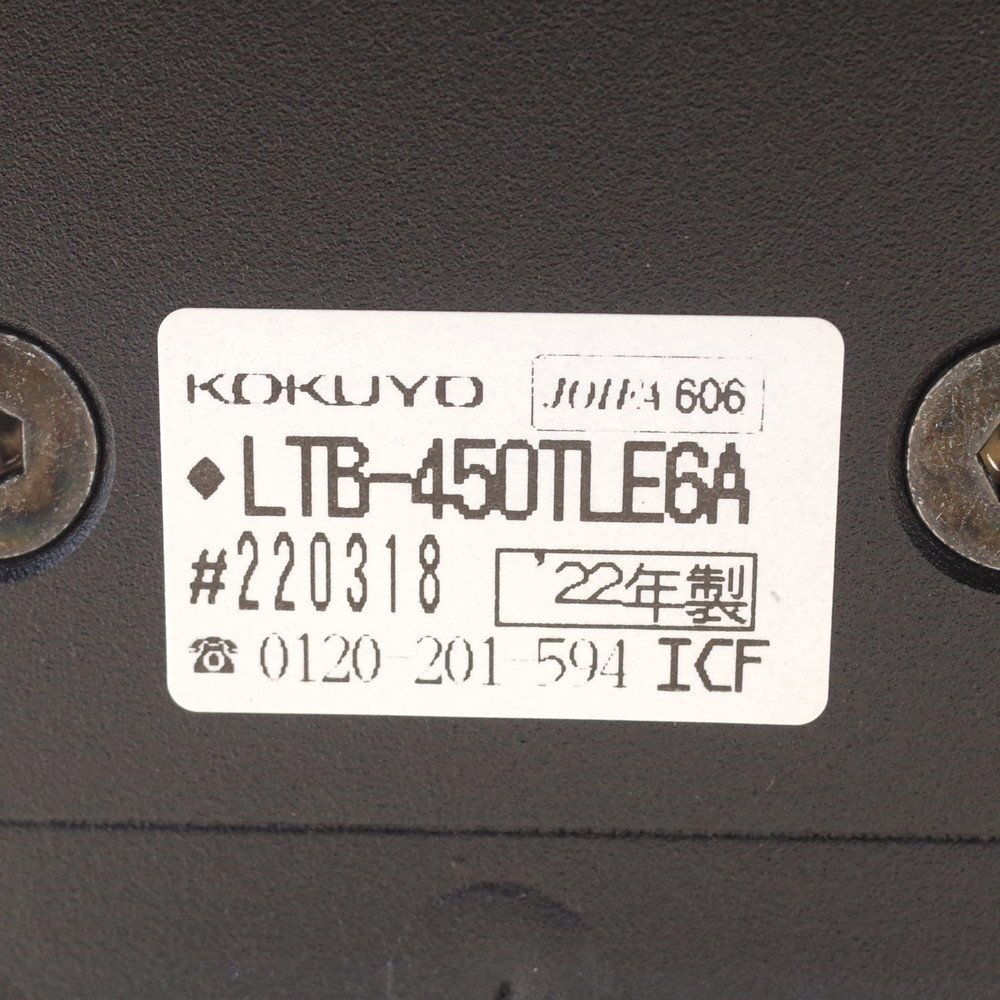 KOKUYO JOIFA 606
◆LTB-450TLE6A
#220318 '22年製
☎ 0120-201-594 ICF